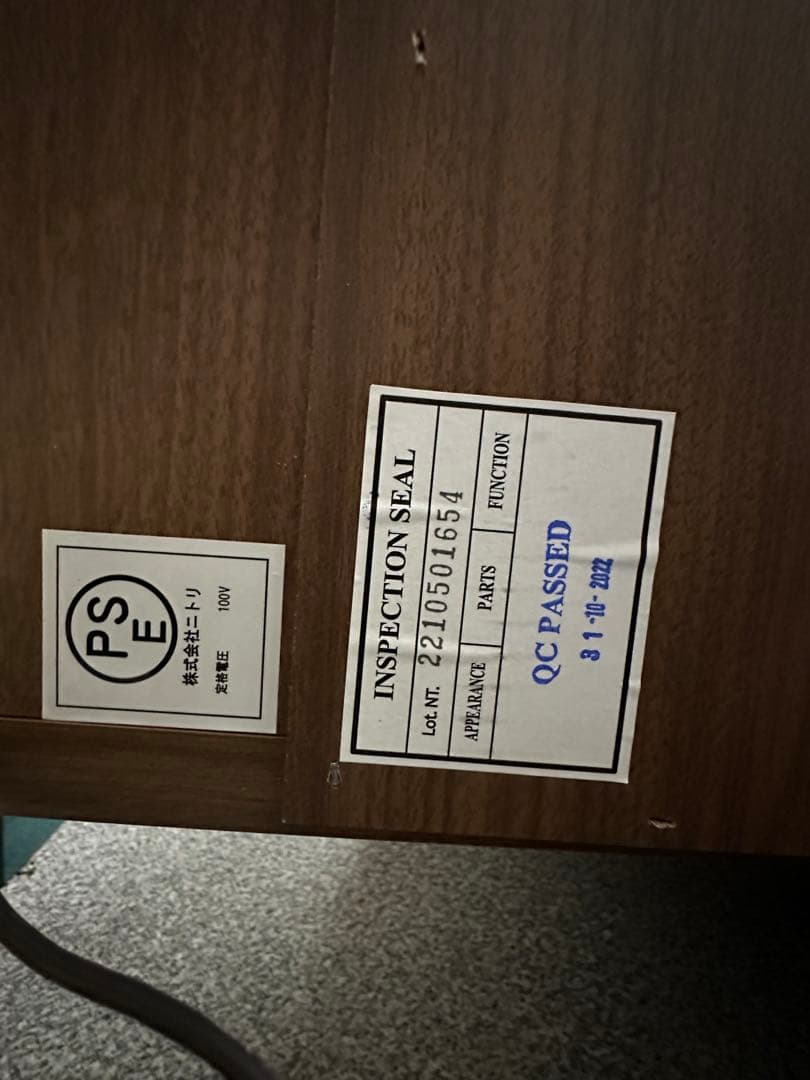 PS
E
株式会社ニトリ
定格電圧 100V
INSPECTION SEAL
Lot. NT. 2210501654
APPEARANCE PARTS FUNCTION
QC PASSED
31-10-2022